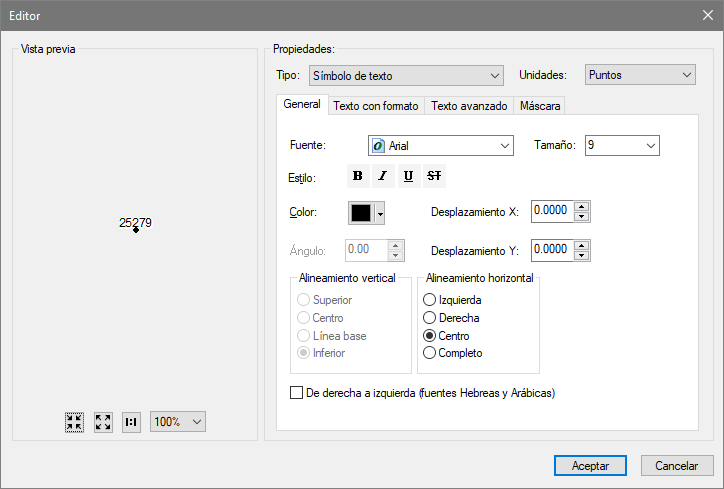 Editor
Vista previa
25279
100%
Propiedades:
Tipo: Símbolo de texto Unidades: Puntos
General Texto con formato Texto avanzado Máscara
Fuente: Arial Tamaño: 9
Estilo: B I U ST
Color: Desplazamiento X: 0.0000
Ángulo: 0.00 Desplazamiento Y: 0.0000
Alineamiento vertical
Superior
Centro
Línea base
Inferior
Alineamiento horizontal
Izquierda
Derecha
Centro
Completo
De derecha a izquierda (fuentes Hebreas y Arábicas)
Aceptar Cancelar